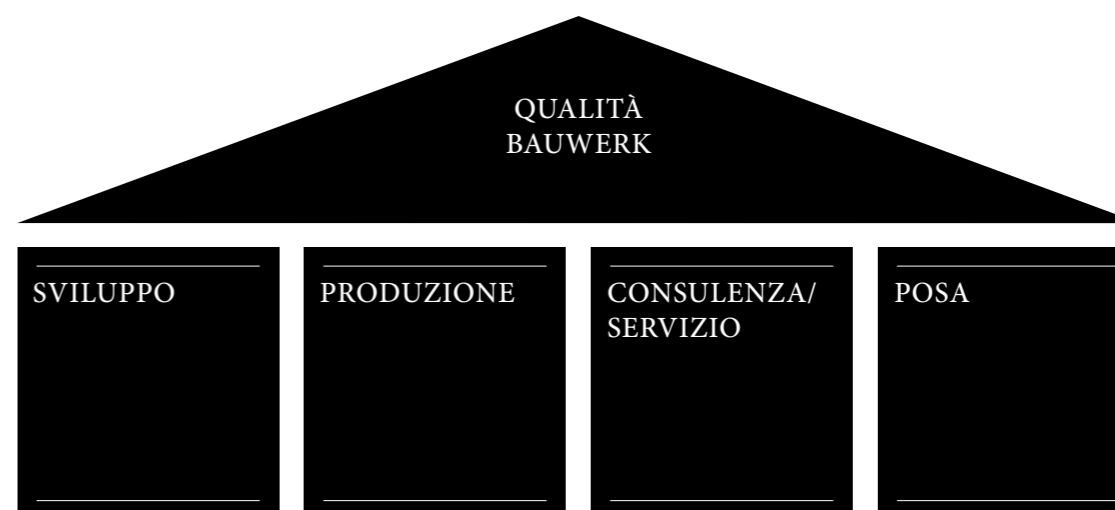 QUALITÀ
BAUWERK
SVILUPPO
PRODUZIONE
CONSULENZA/
SERVIZIO
POSA